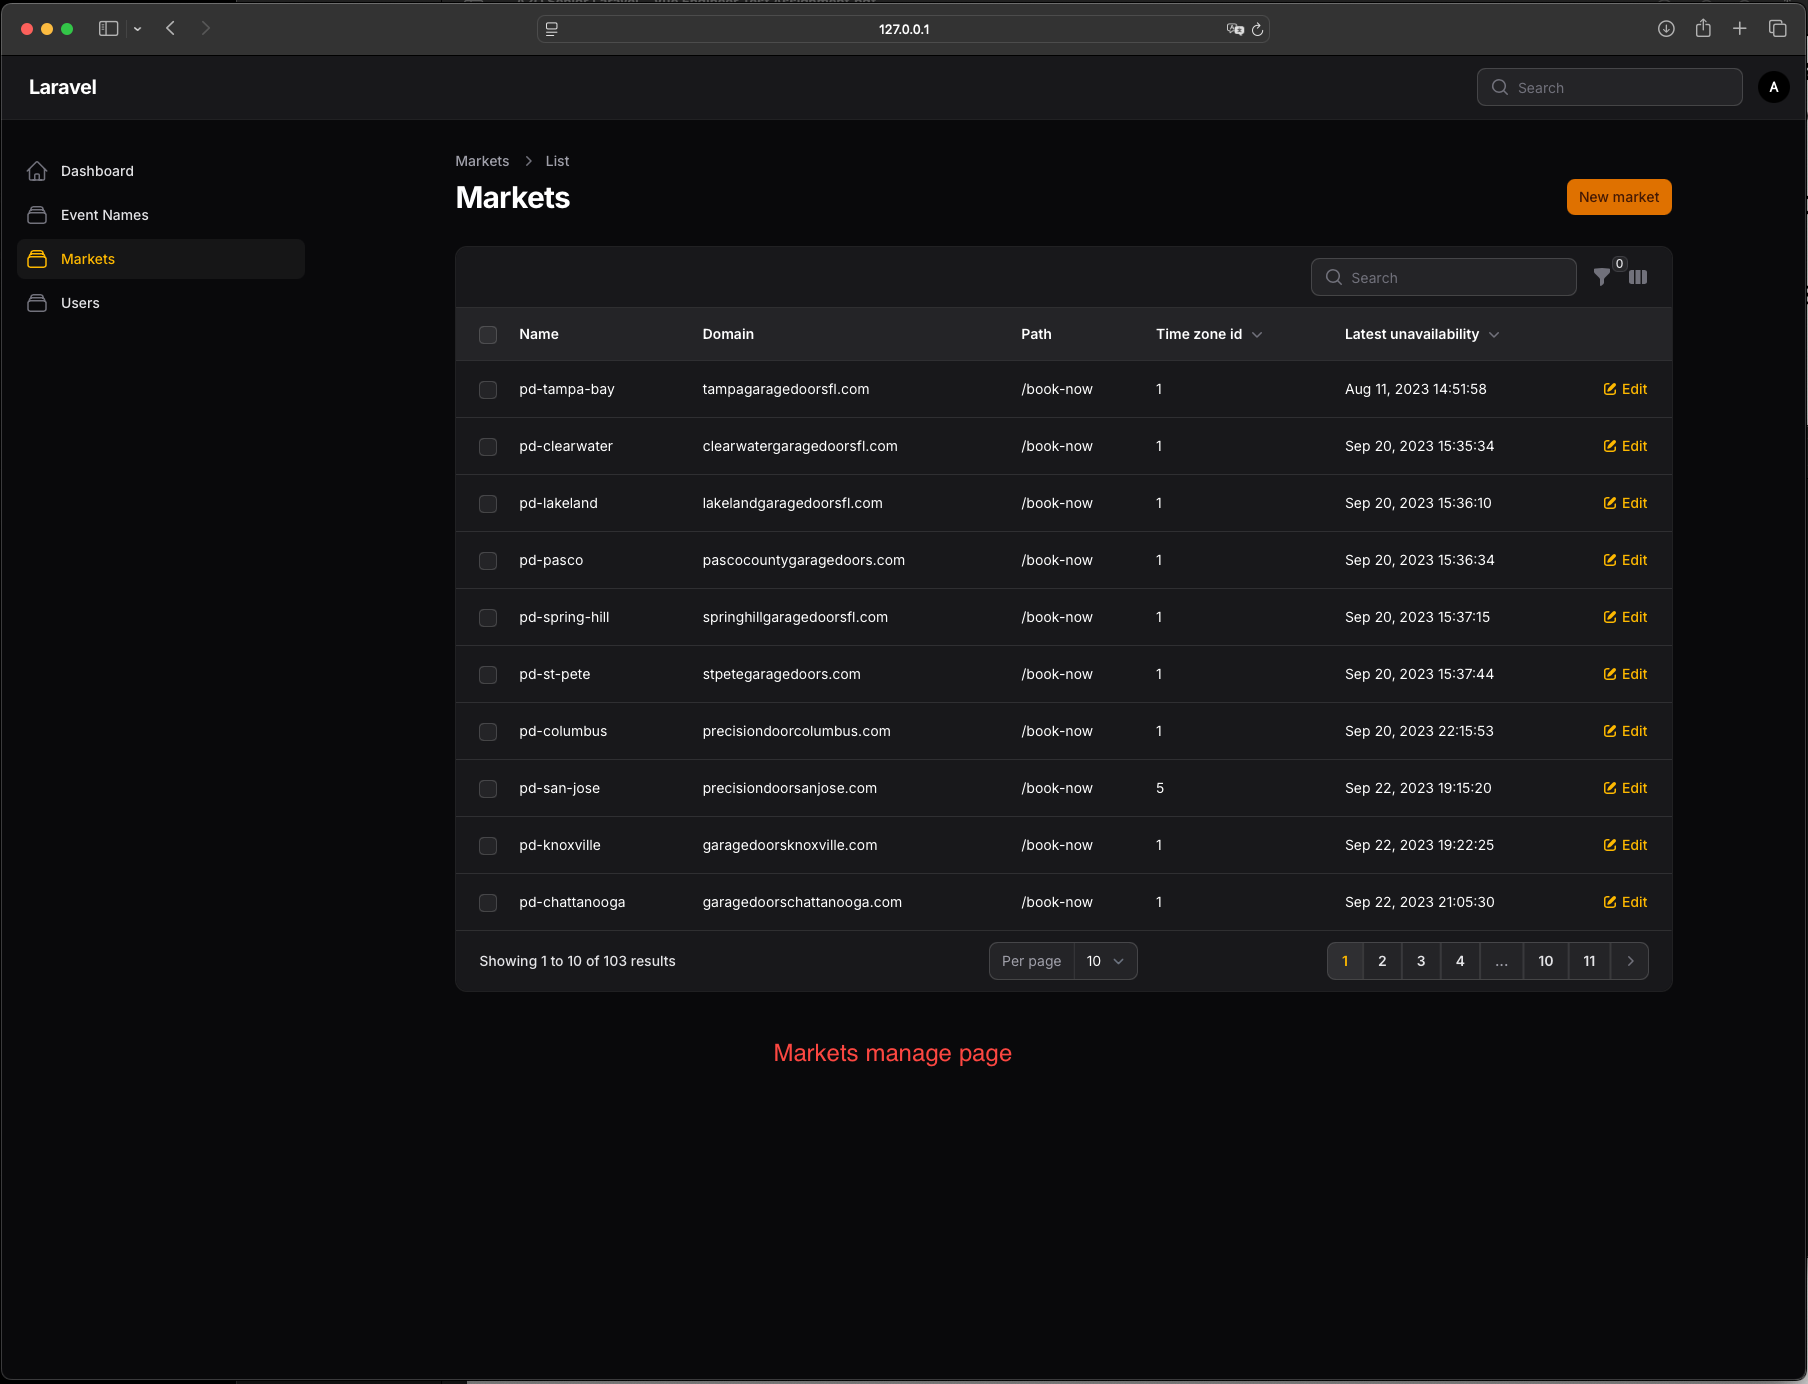 127.0.0.1
Laravel
Search
A
Dashboard
Event Names
Markets
Users
Markets > List
Markets
New market
Search
0
Name Domain Path Time zone id Latest unavailability
pd-tampa-bay tampagaragedoorsfl.com /book-now 1 Aug 11, 2023 14:51:58 Edit
pd-clearwater clearwatergaragedoorsfl.com /book-now 1 Sep 20, 2023 15:35:34 Edit
pd-lakeland lakelandgaragedoorsfl.com /book-now 1 Sep 20, 2023 15:36:10 Edit
pd-pasco pascocountygaragedoors.com /book-now 1 Sep 20, 2023 15:36:34 Edit
pd-spring-hill springhillgaragedoorsfl.com /book-now 1 Sep 20, 2023 15:37:15 Edit
pd-st-pete stpetegaragedoors.com /book-now 1 Sep 20, 2023 15:37:44 Edit
pd-columbus precisiondoorcolumbus.com /book-now 1 Sep 20, 2023 22:15:53 Edit
pd-san-jose precisiondoorsanjose.com /book-now 5 Sep 22, 2023 19:15:20 Edit
pd-knoxville garagedoorsknoxville.com /book-now 1 Sep 22, 2023 19:22:25 Edit
pd-chattanooga garagedoorschattanooga.com /book-now 1 Sep 22, 2023 21:05:30 Edit
Showing 1 to 10 of 103 results Per page 10 1 2 3 4 ... 10 11
Markets manage page